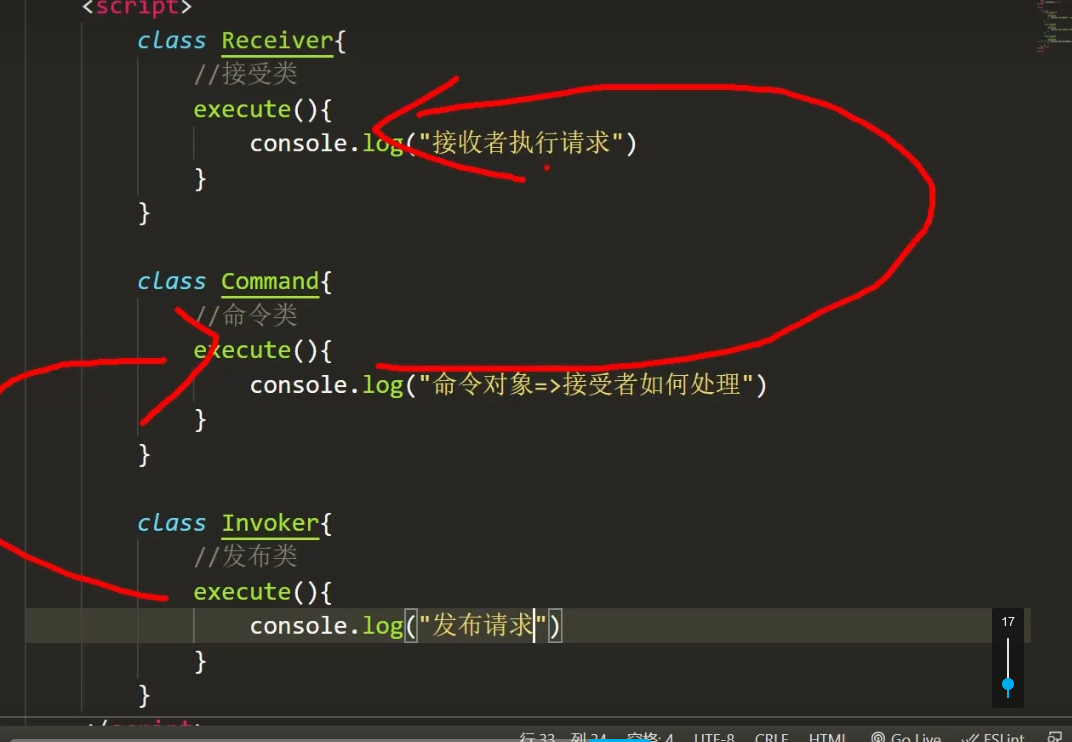 <script>
class Receiver{
//接受类
execute(){
console.log("接收者执行请求")
}
}
class Command{
//命令类
execute(){
console.log("命令对象=>接受者如何处理")
}
}
class Invoker{
//发布类
execute(){
console.log("发布请求")
}
}
</script>
17
行 33 列 24 空格: 4 UTF-8 CRLF HTML Go Live ESLint